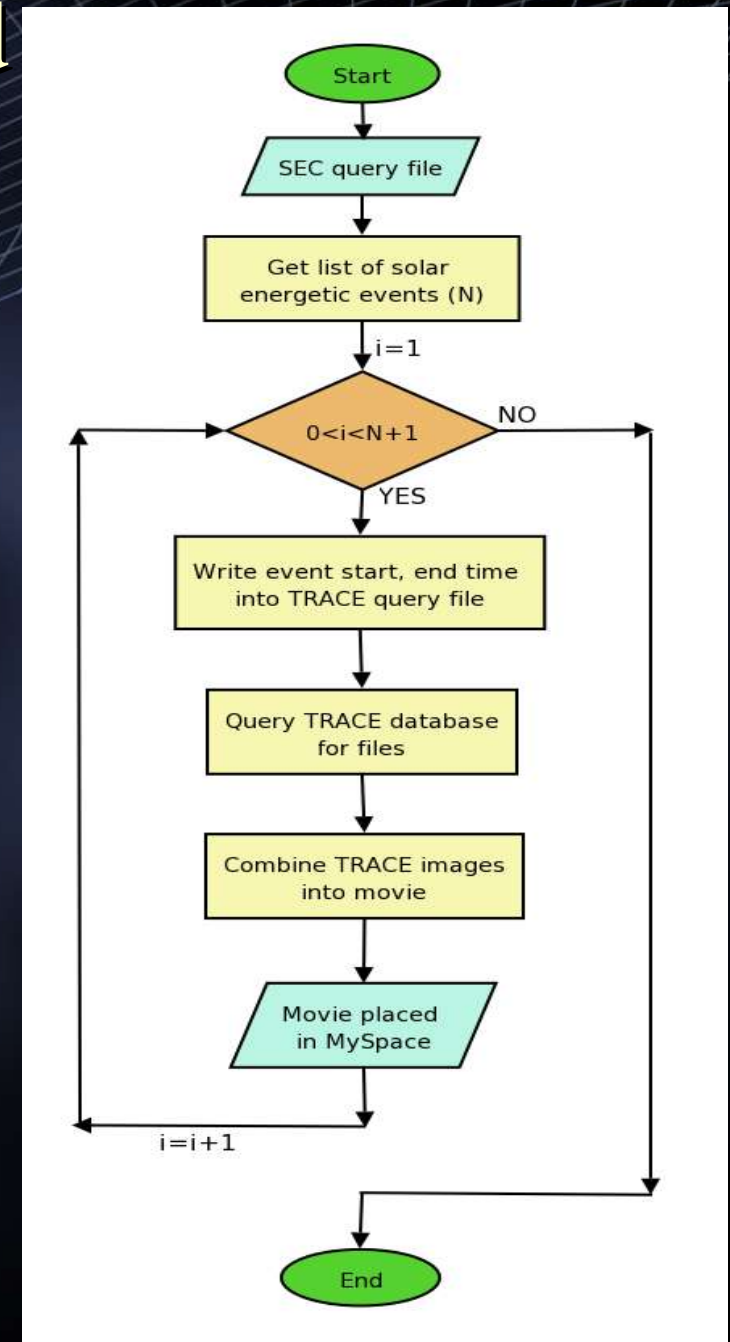 Start
SEC query file
Get list of solar
energetic events (N)
i=1
0<i<N+1
NO
YES
Write event start, end time
into TRACE query file
Query TRACE database
for files
Combine TRACE images
into movie
Movie placed
in MySpace
i=i+1
End